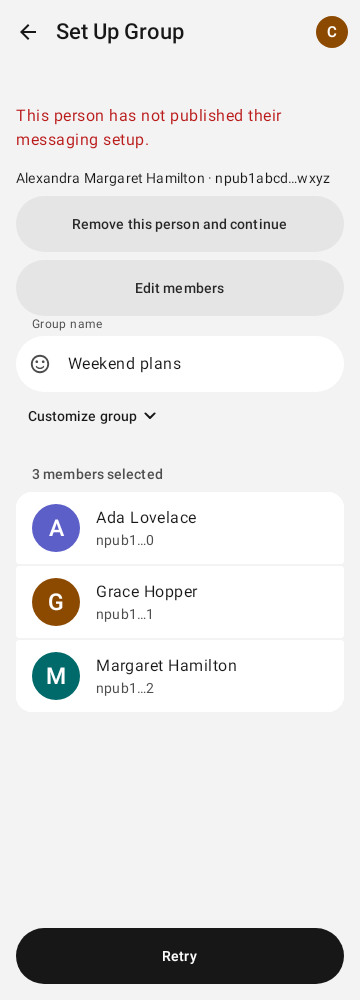 Set Up Group
C
This person has not published their
messaging setup.
Alexandra Margaret Hamilton · npub1abcd…wxyz
Remove this person and continue
Edit members
Group name
Weekend plans
Customize group
3 members selected
A
Ada Lovelace
npub1…0
G
Grace Hopper
npub1…1
M
Margaret Hamilton
npub1…2
Retry